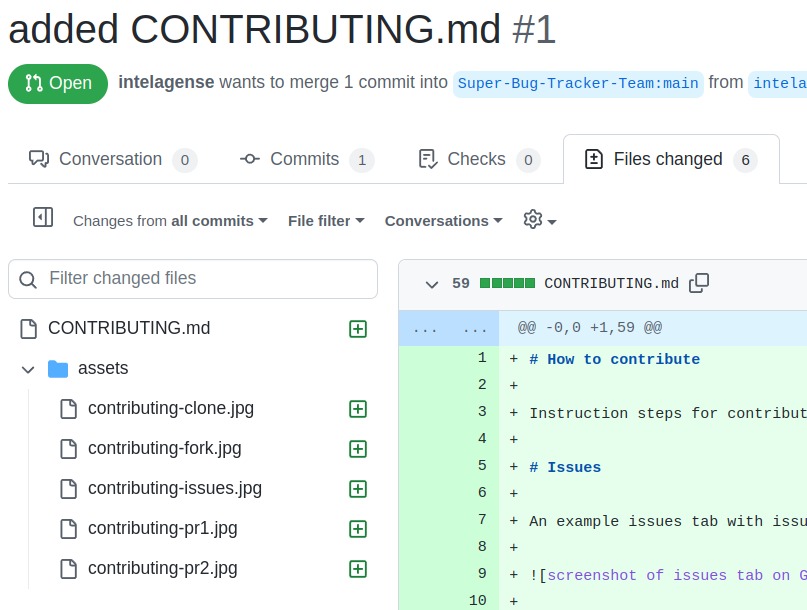 added CONTRIBUTING.md #1
Open intelagense wants to merge 1 commit into Super-Bug-Tracker-Team:main from intela
Conversation 0 Commits 1 Checks 0 Files changed 6
Changes from all commits File filter Conversations
Filter changed files
CONTRIBUTING.md
assets
contributing-clone.jpg
contributing-fork.jpg
contributing-issues.jpg
contributing-pr1.jpg
contributing-pr2.jpg
59 CONTRIBUTING.md
... ... @@ -0,0 +1,59 @@
1 + # How to contribute
2 +
3 + Instruction steps for contribut
4 +
5 + # Issues
6 +
7 + An example issues tab with issu
8 +
9 + ![screenshot of issues tab on G
10 +